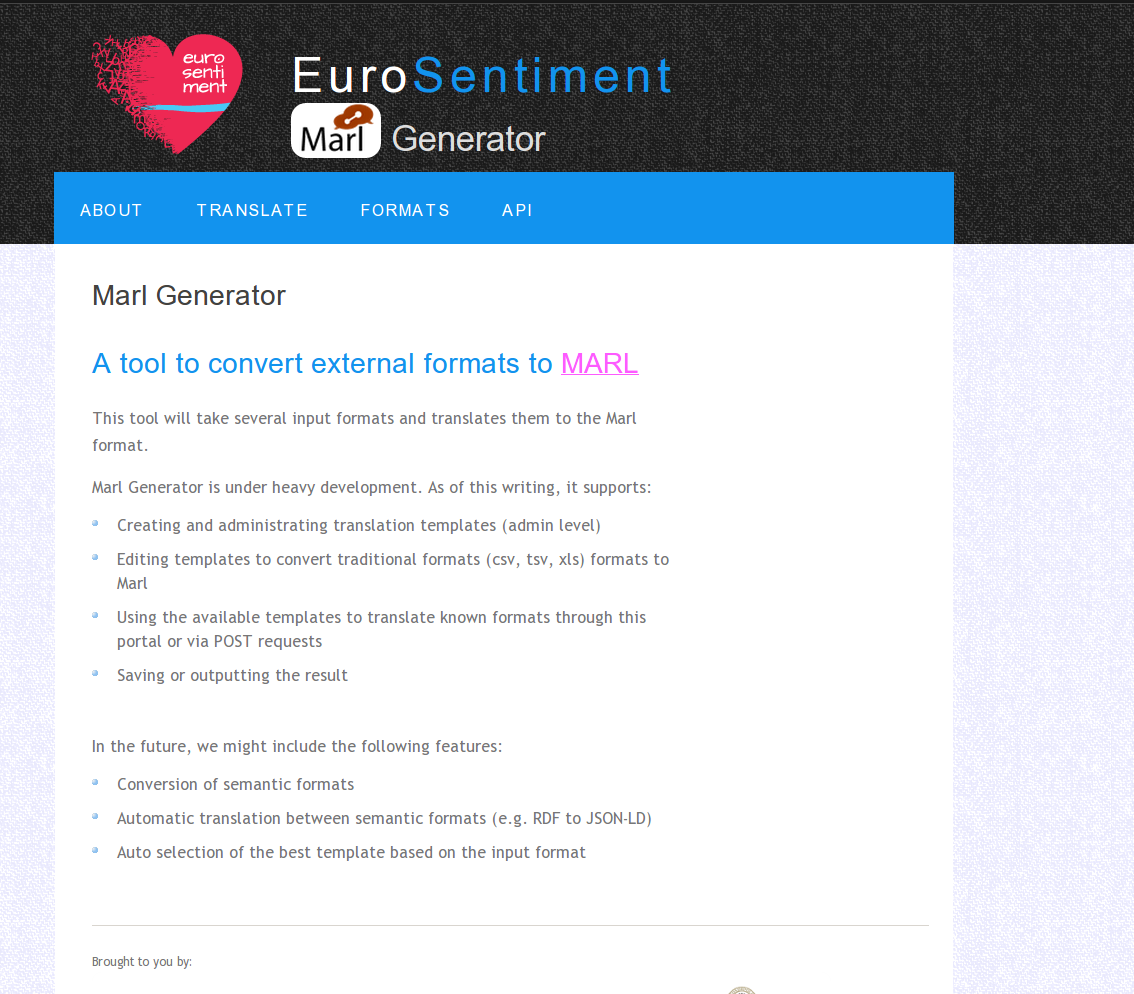 euro
senti
ment
EuroSentiment
Marl Generator
ABOUT TRANSLATE FORMATS API
Marl Generator
A tool to convert external formats to MARL
This tool will take several input formats and translates them to the Marl
format.
Marl Generator is under heavy development. As of this writing, it supports:
Creating and administrating translation templates (admin level)
Editing templates to convert traditional formats (csv, tsv, xls) formats to
Marl
Using the available templates to translate known formats through this
portal or via POST requests
Saving or outputting the result
In the future, we might include the following features:
Conversion of semantic formats
Automatic translation between semantic formats (e.g. RDF to JSON-LD)
Auto selection of the best template based on the input format
Brought to you by: